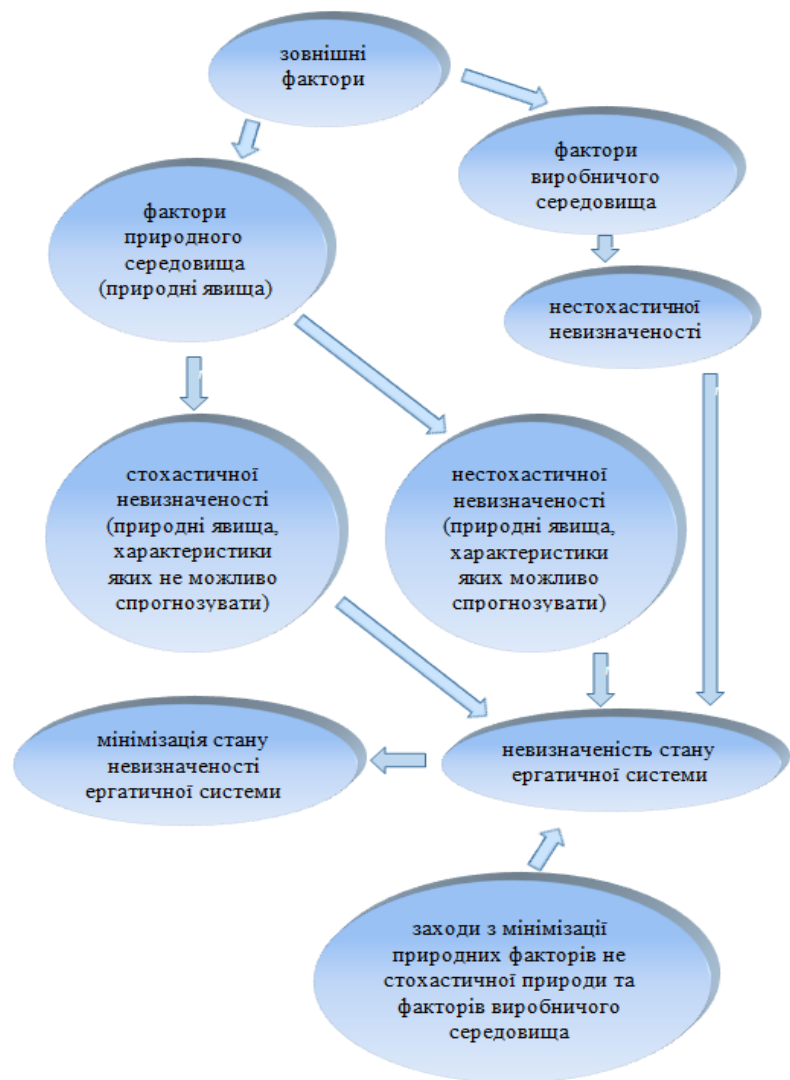 зовнішні
фактори
фактори
виробничого
середовища
фактори
природного
середовища
(природні явища)
нестохастичної
невизначеності
стохастичної
невизначеності
(природні явища,
характеристики
яких не можливо
спрогнозувати)
нестохастичної
невизначеності
(природні явища,
характеристики
яких можливо
спрогнозувати)
мінімізація стану
невизначеності
ергатичної системи
невизначеність стану
ергатичної системи
заходи з мінімізації
природних факторів не
стохастичної природи та
факторів виробничого
середовища